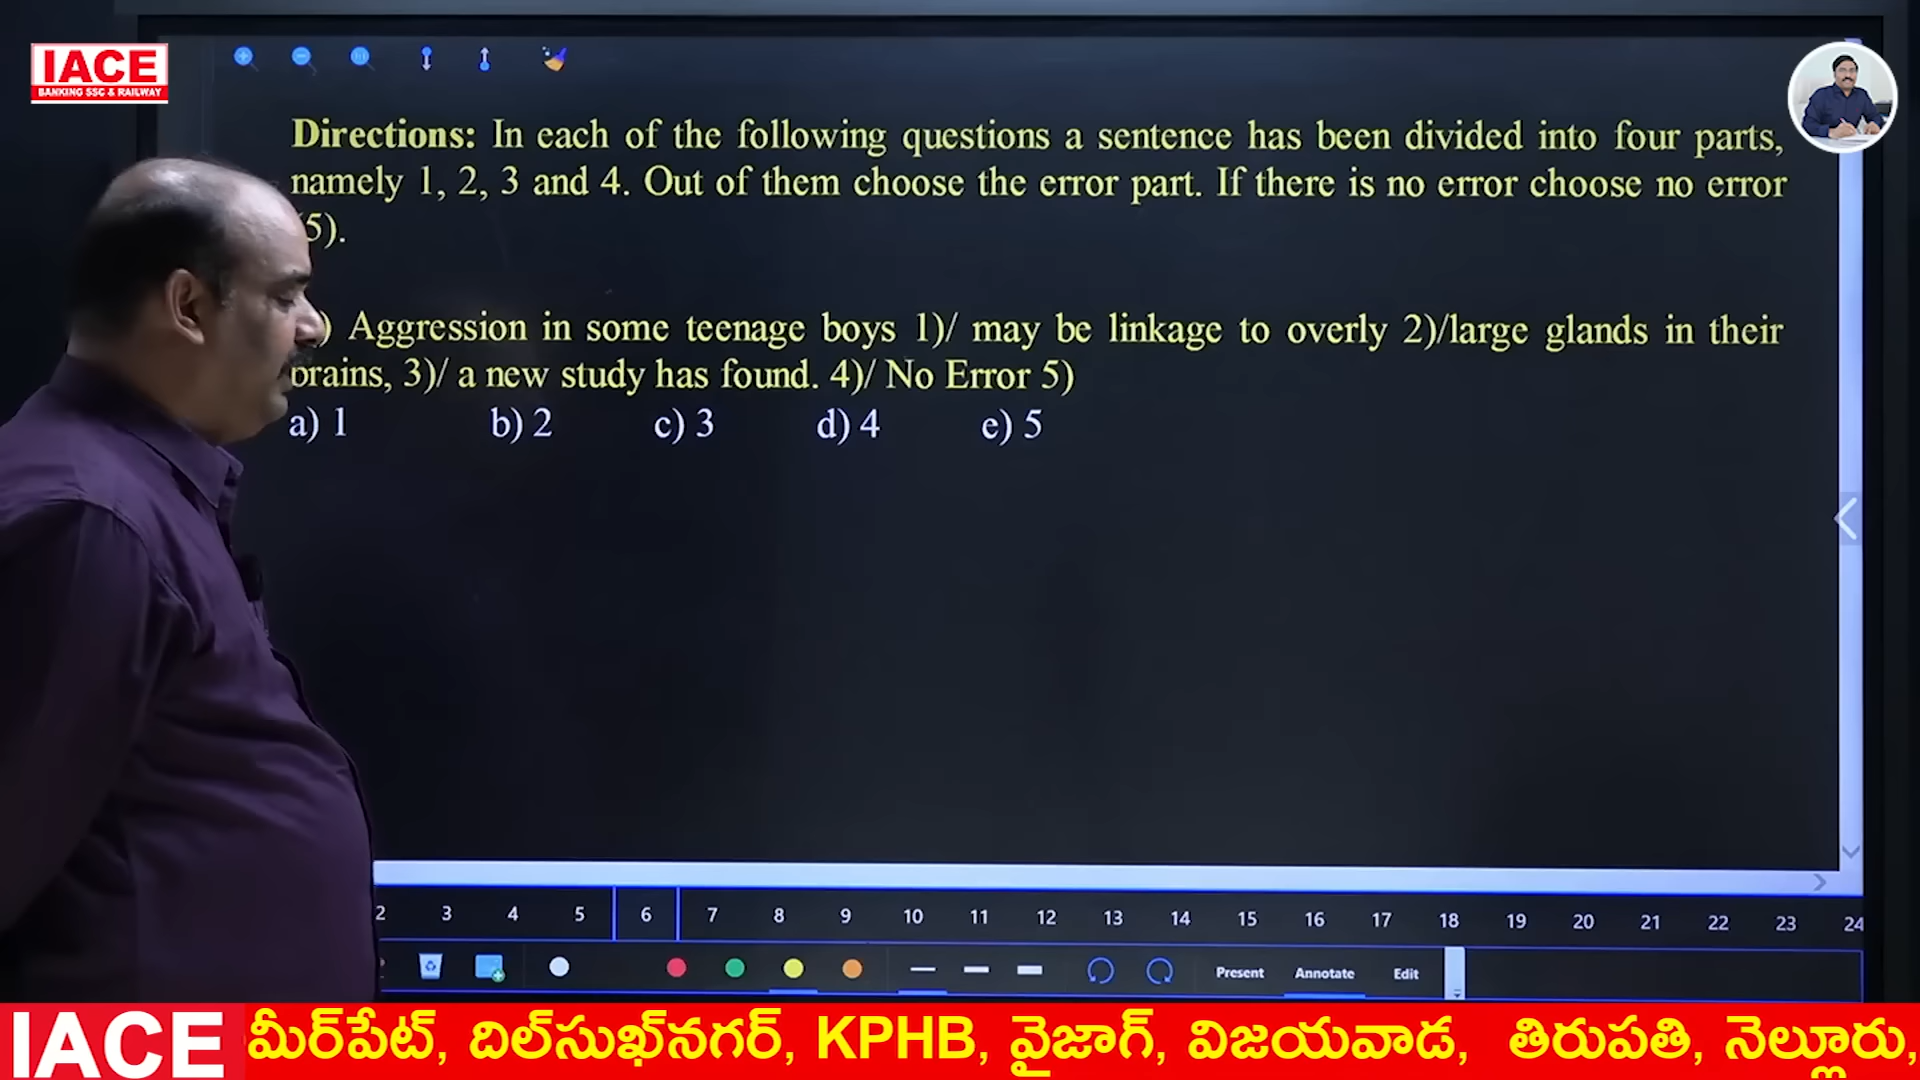 IACE
BANKING SSC & RAILWAY
Directions: In each of the following questions a sentence has been divided into four parts,
namely 1, 2, 3 and 4. Out of them choose the error part. If there is no error choose no error
5).
) Aggression in some teenage boys 1)/ may be linkage to overly 2)/large glands in their
brains, 3)/ a new study has found. 4)/ No Error 5)
a) 1 b) 2 c) 3 d) 4 e) 5
2 3 4 5 6 7 8 9 10 11 12 13 14 15 16 17 18 19 20 21 22 23 24
Present Annotate Edit
IACE మీర్‌పేట్, దిల్‌సుఖ్‌నగర్, KPHB, వైజాగ్, విజయవాడ, తిరుపతి, నెల్లూరు,